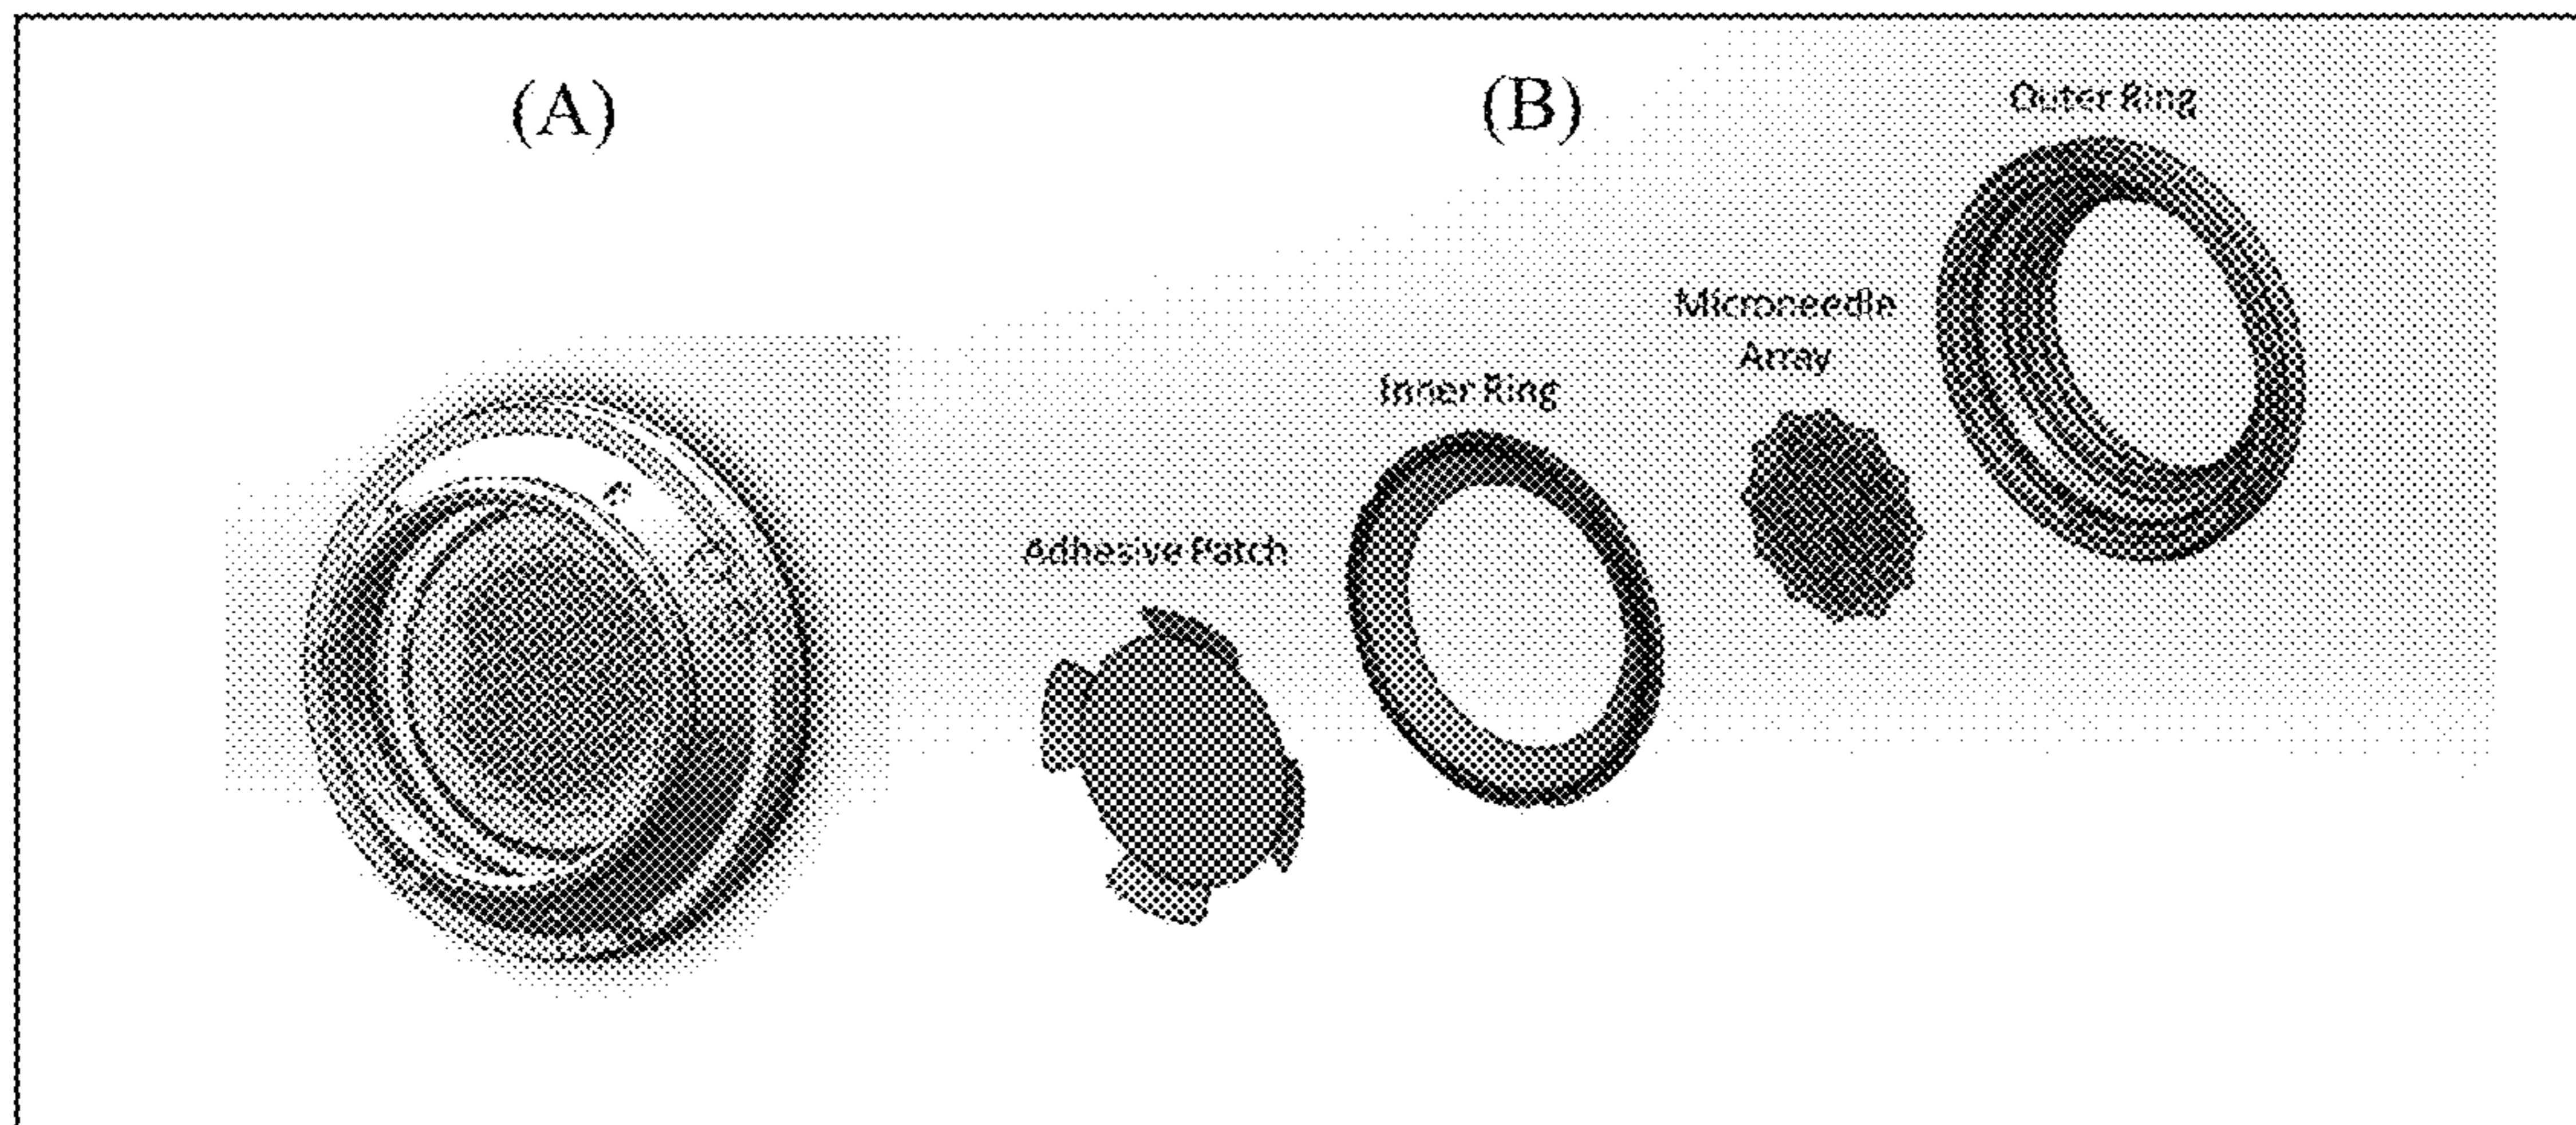 (A)
(B)
Outer Ring
Microneedle
Array
Inner Ring
Adhesive Patch